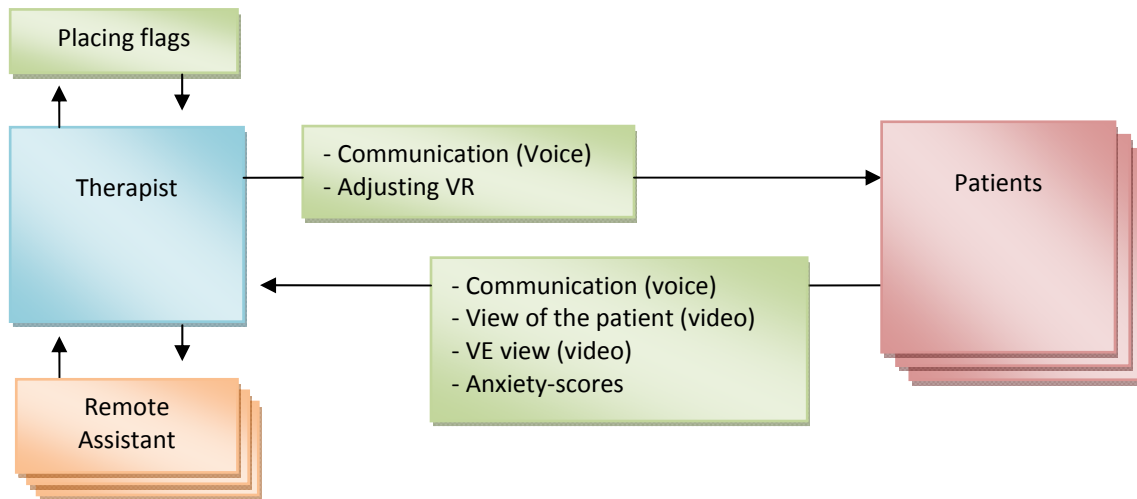 Placing flags
Therapist
- Communication (Voice)
- Adjusting VR
Patients
- Communication (voice)
- View of the patient (video)
- VE view (video)
- Anxiety-scores
Remote
Assistant